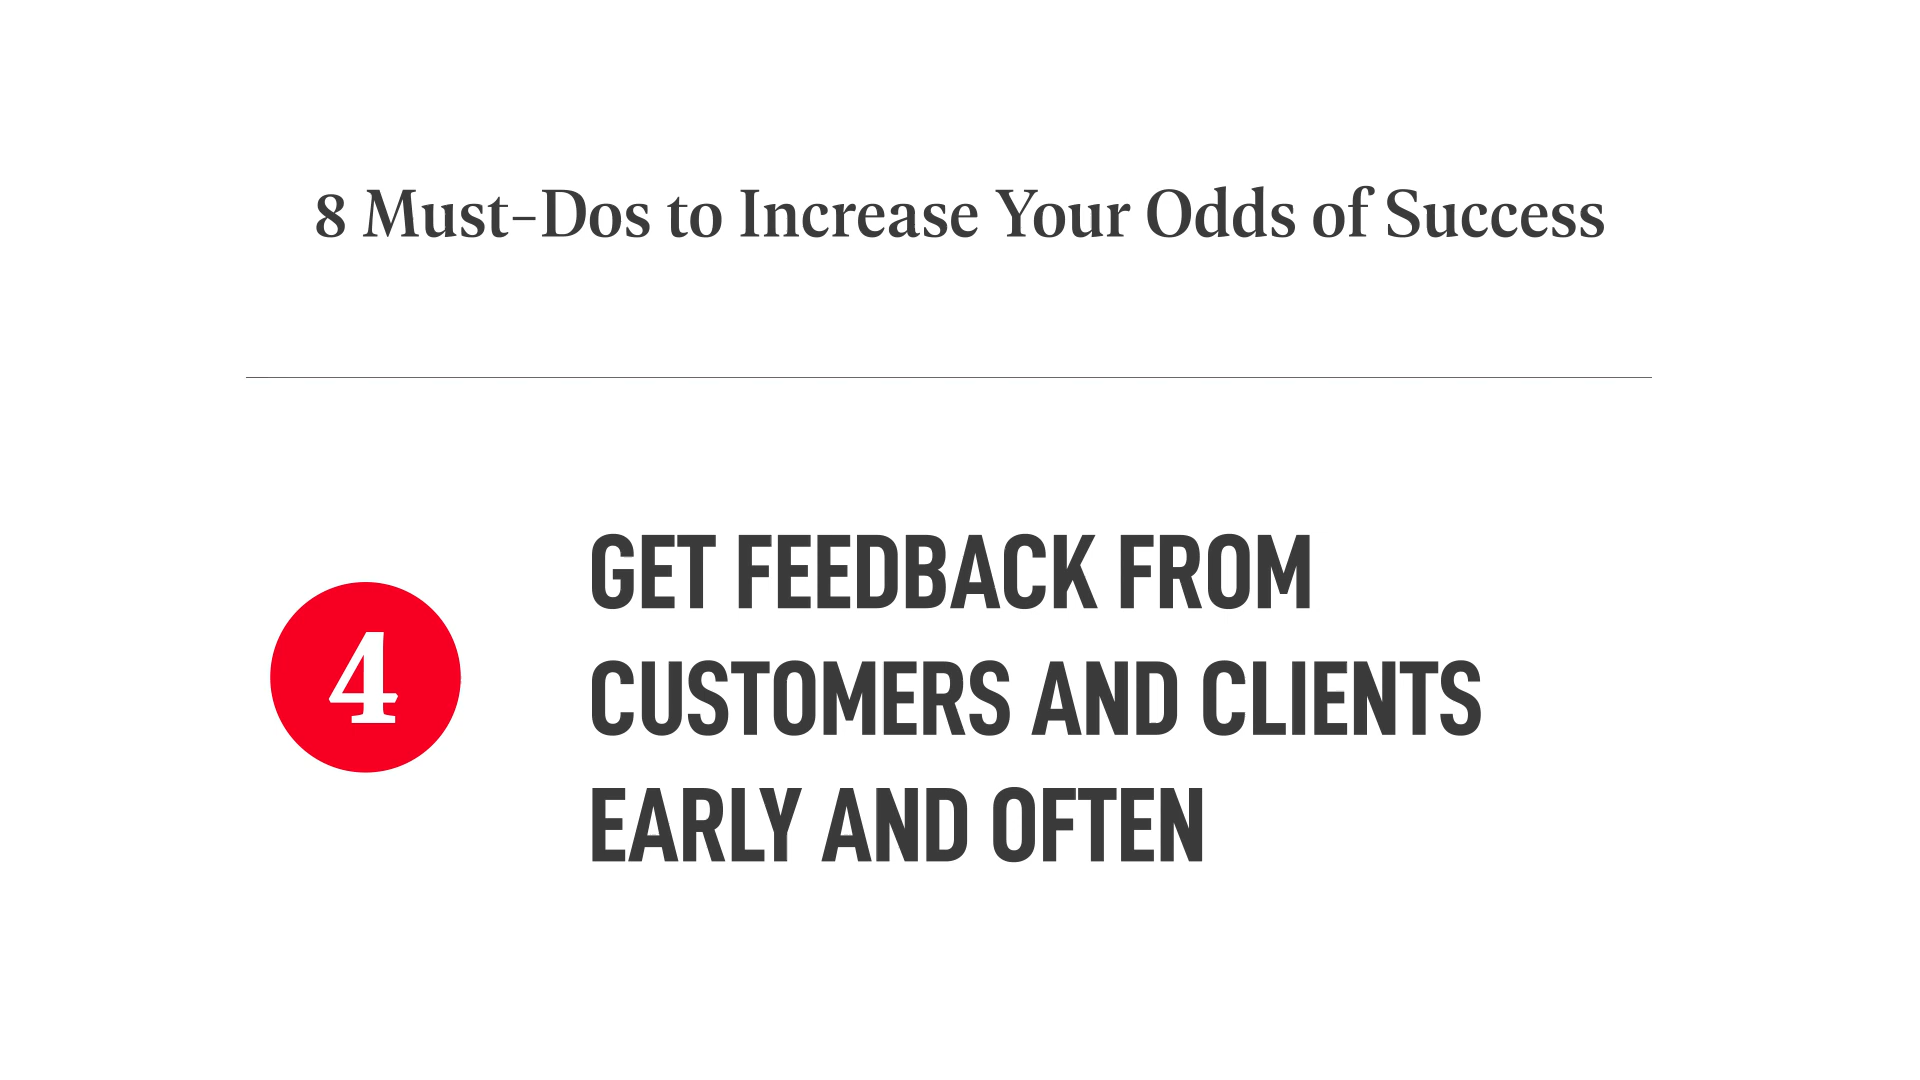 8 Must-Dos to Increase Your Odds of Success
4
GET FEEDBACK FROM
CUSTOMERS AND CLIENTS
EARLY AND OFTEN